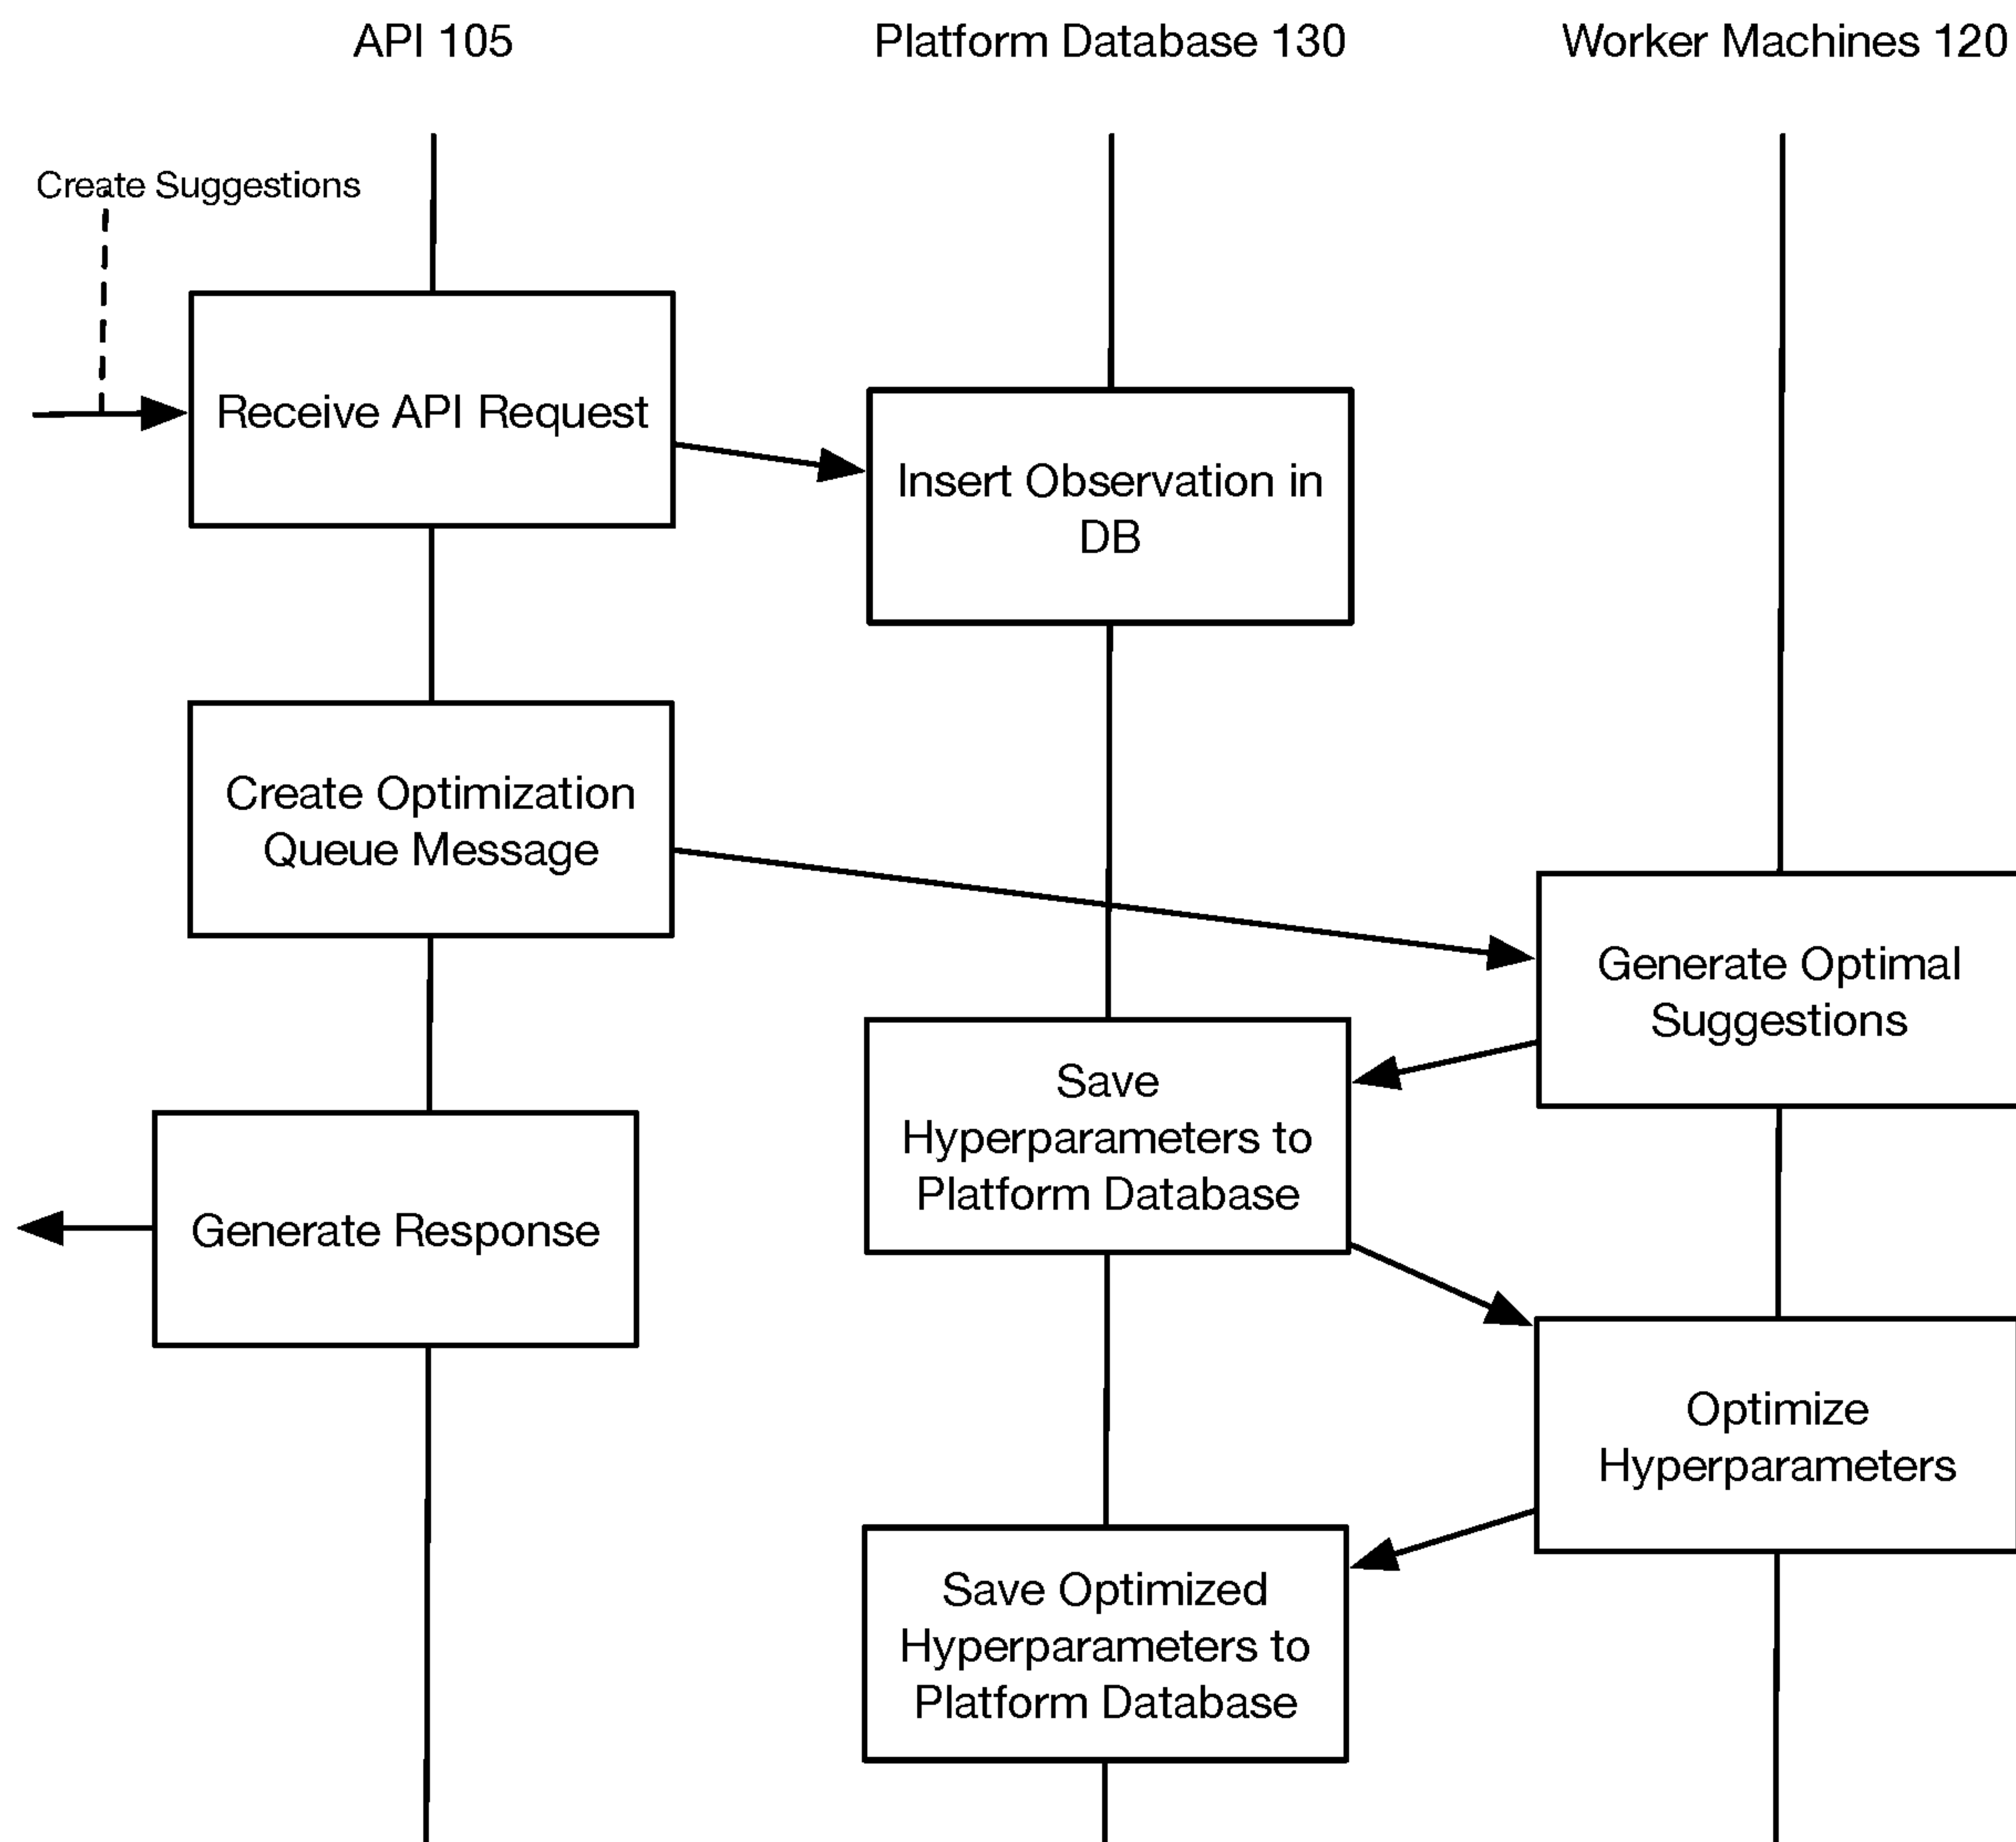 API 105
Platform Database 130
Worker Machines 120
Create Suggestions
Receive API Request
Insert Observation in
DB
Create Optimization
Queue Message
Generate Optimal
Suggestions
Save
Hyperparameters to
Platform Database
Generate Response
Optimize
Hyperparameters
Save Optimized
Hyperparameters to
Platform Database